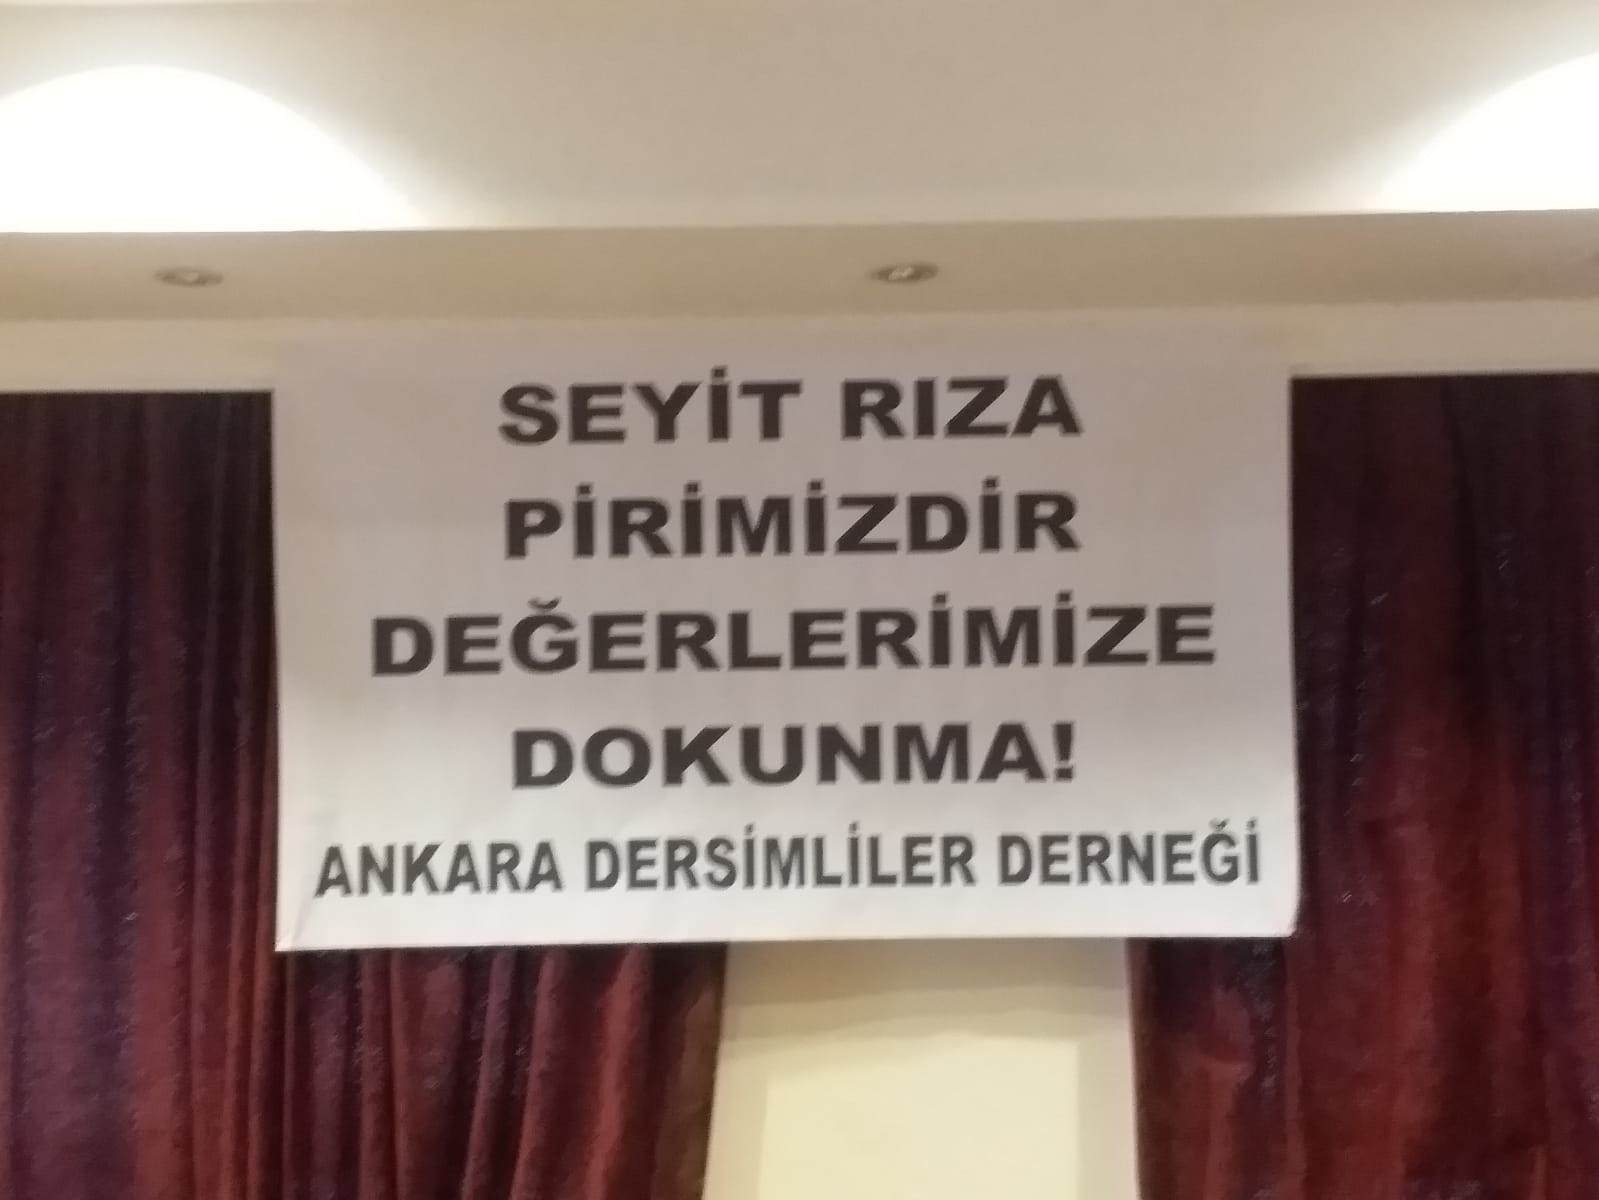 SEYİT RIZA
PİRİMİZDİR
DEĞERLERİMİZE
DOKUNMA!
ANKARA DERSİMLİLER DERNEĞİ